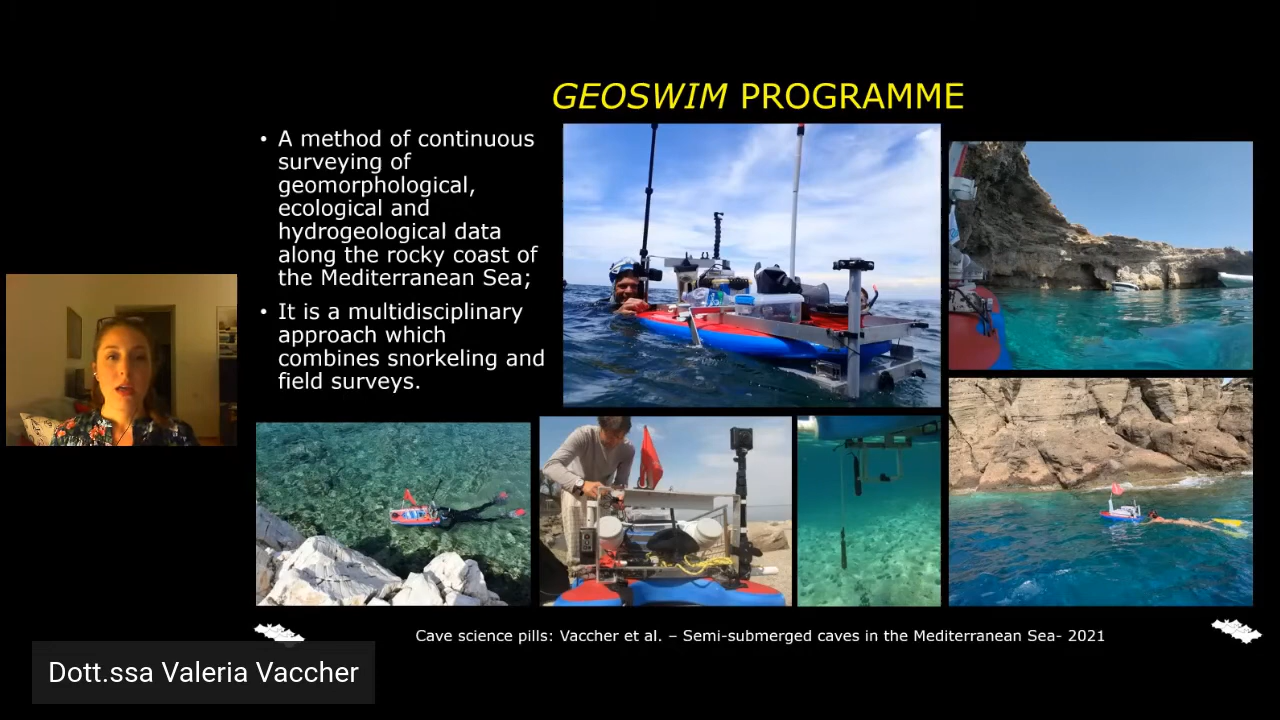 GEOSWIM PROGRAMME
• A method of continuous
surveying of
geomorphological,
ecological and
hydrogeological data
along the rocky coast of
the Mediterranean Sea;
• It is a multidisciplinary
approach which
combines snorkeling and
field surveys.
Cave science pills: Vaccher et al. – Semi-submerged caves in the Mediterranean Sea- 2021
Dott.ssa Valeria Vaccher